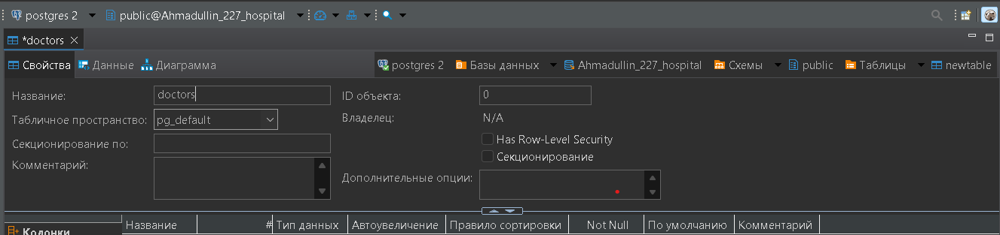 postgres 2 public@Ahmadullin_227_hospital
*doctors
Свойства Данные Диаграмма postgres 2 Базы данных Ahmadullin_227_hospital Схемы public Таблицы newtable
Название: doctors ID объекта: 0
Табличное пространство: pg_default Владелец: N/A
Секционирование по: Has Row-Level Security
Секционирование
Комментарий: Дополнительные опции:
Колонки Название # Тип данных Автоувеличение Правило сортировки Not Null По умолчанию Комментарий